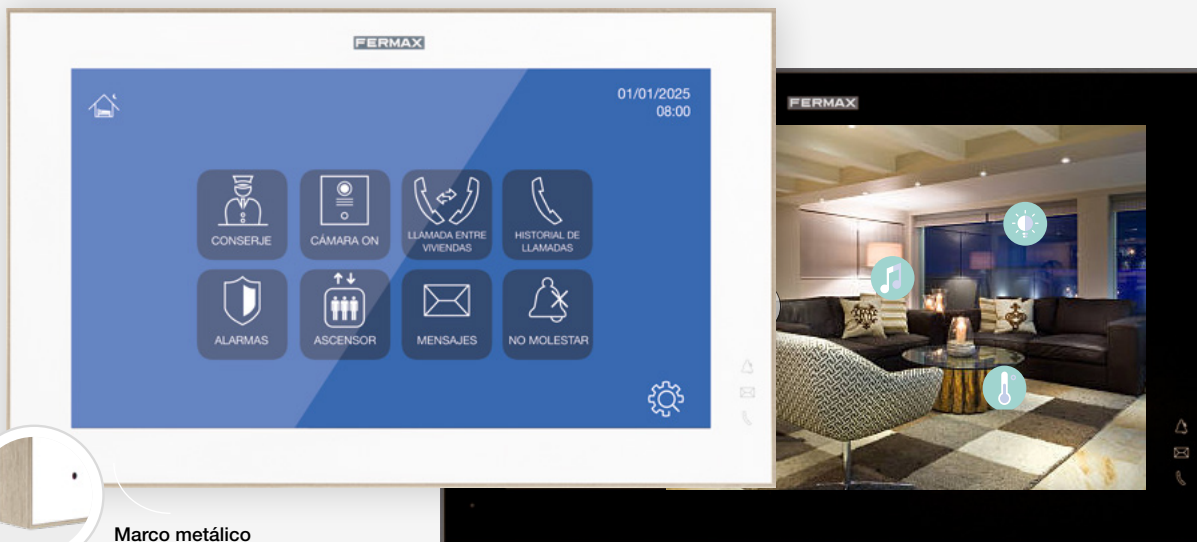 FERMAX
01/01/2025
08:00
CONSERJE
CÁMARA ON
LLAMADA ENTRE
VIVIENDAS
HISTORIAL DE
LLAMADAS
ALARMAS
ASCENSOR
MENSAJES
NO MOLESTAR
FERMAX
Marco metálico